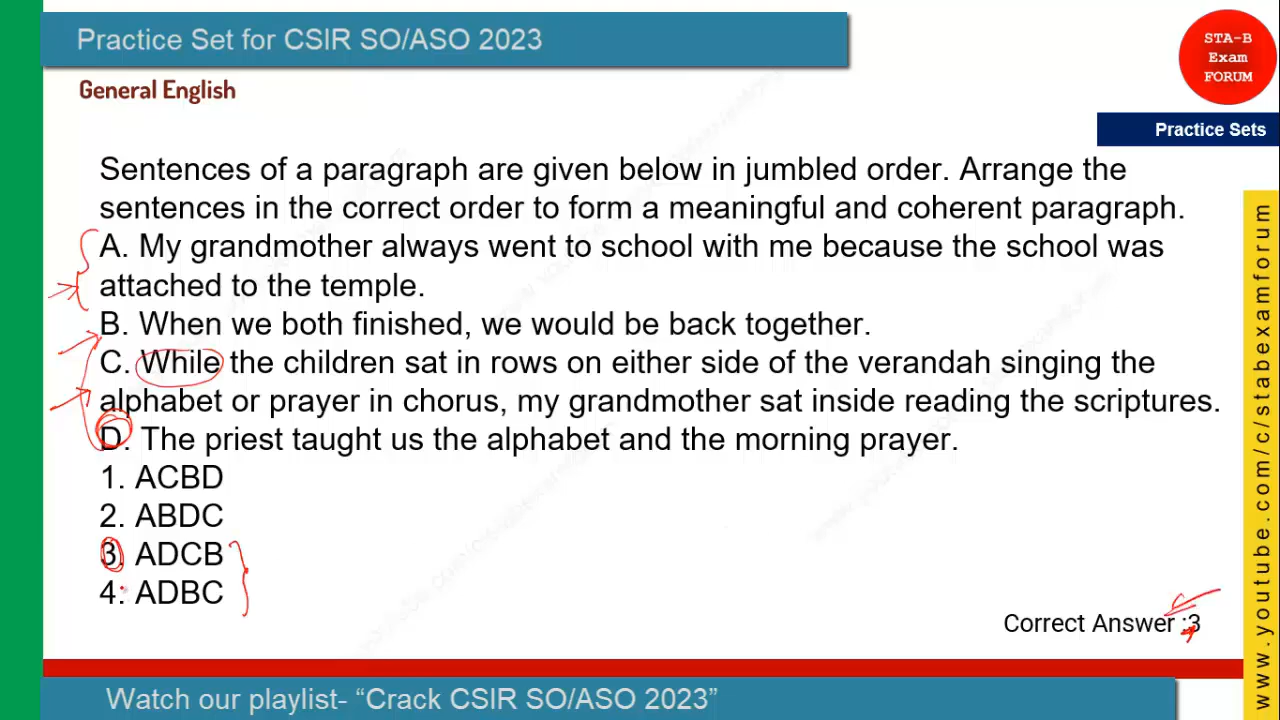 Practice Set for CSIR SO/ASO 2023
STA-B
Exam
FORUM
General English
Practice Sets
Sentences of a paragraph are given below in jumbled order. Arrange the
sentences in the correct order to form a meaningful and coherent paragraph.
A. My grandmother always went to school with me because the school was
attached to the temple.
B. When we both finished, we would be back together.
C. While the children sat in rows on either side of the verandah singing the
alphabet or prayer in chorus, my grandmother sat inside reading the scriptures.
D. The priest taught us the alphabet and the morning prayer.
1. ACBD
2. ABDC
3. ADCB
4. ADBC
Correct Answer :3
www.youtube.com/c/stabexamforum
Watch our playlist- “Crack CSIR SO/ASO 2023”